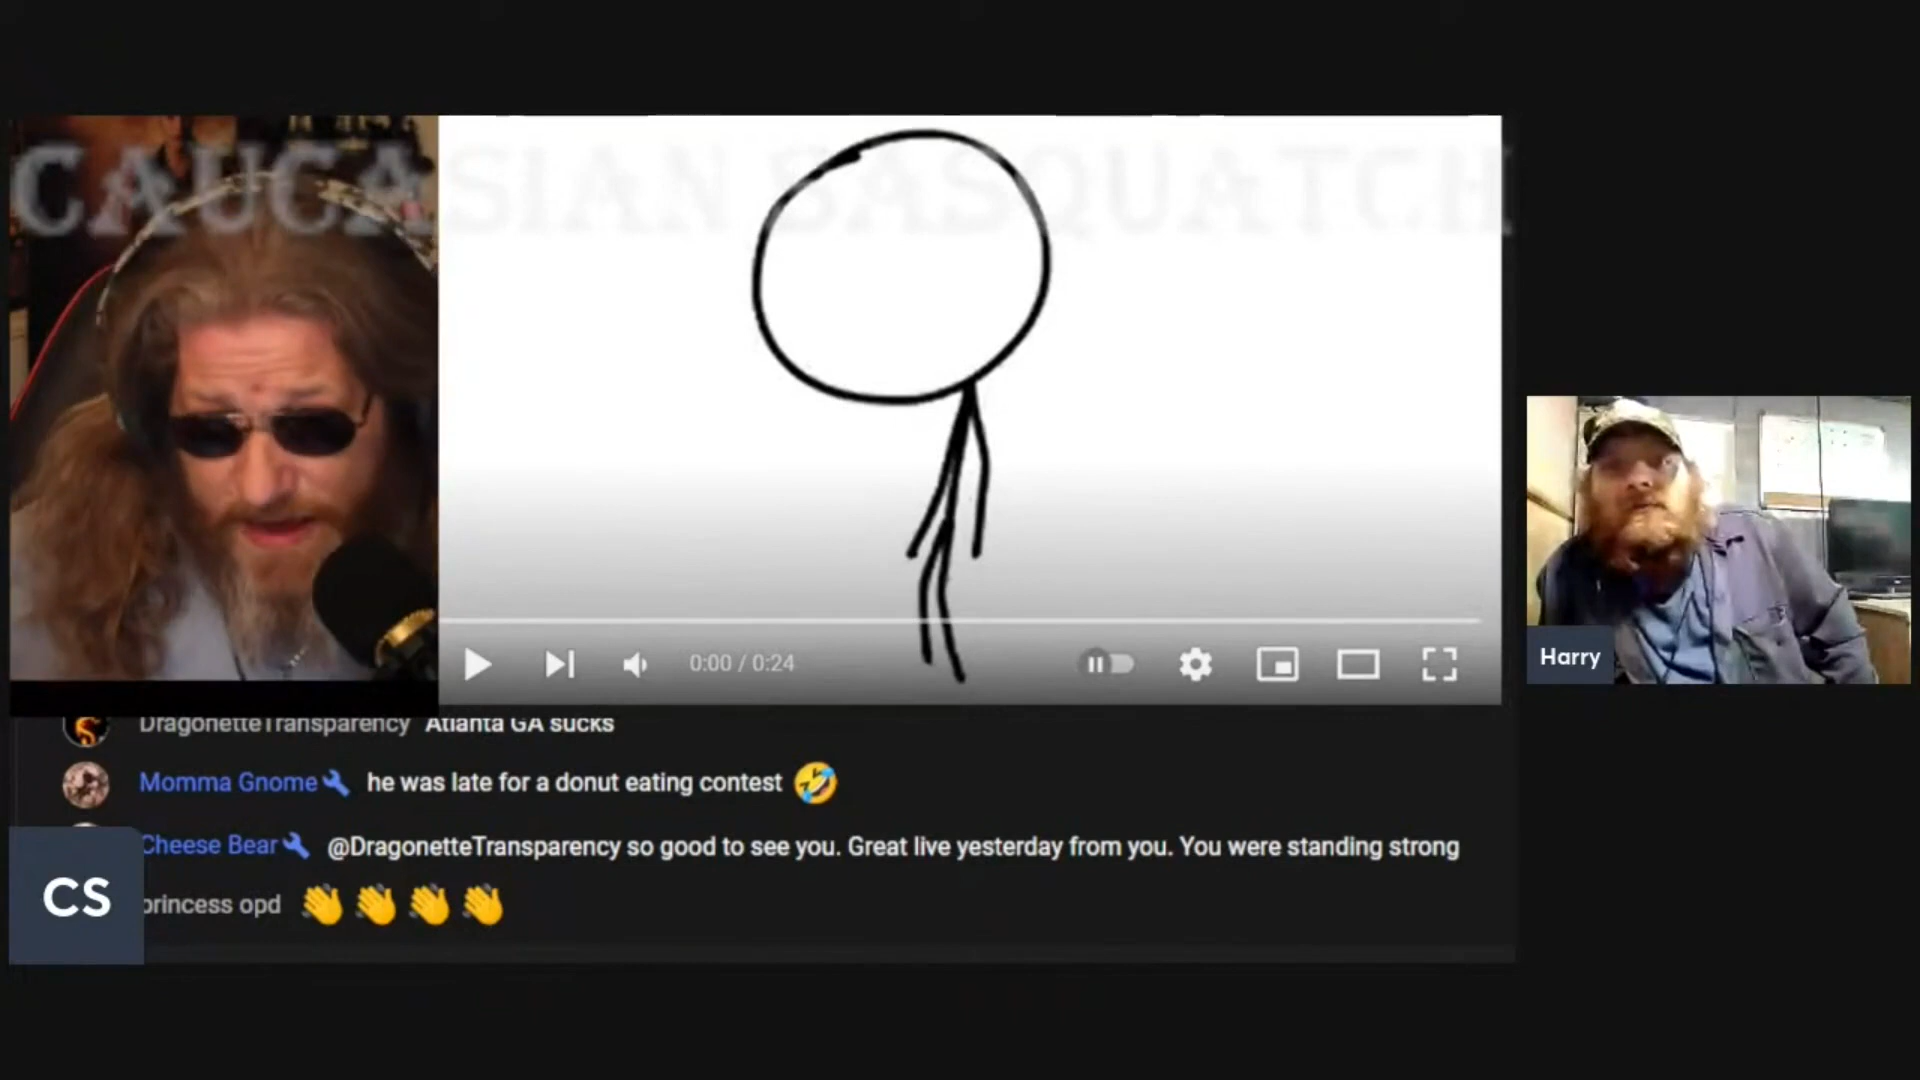 CAUCASIAN SASQUATCH
0:00 / 0:24
Harry
DragonetteTransparency Atlanta GA sucks
Momma Gnome he was late for a donut eating contest
Cheese Bear @DragonetteTransparency so good to see you. Great live yesterday from you. You were standing strong
CS
princess opd